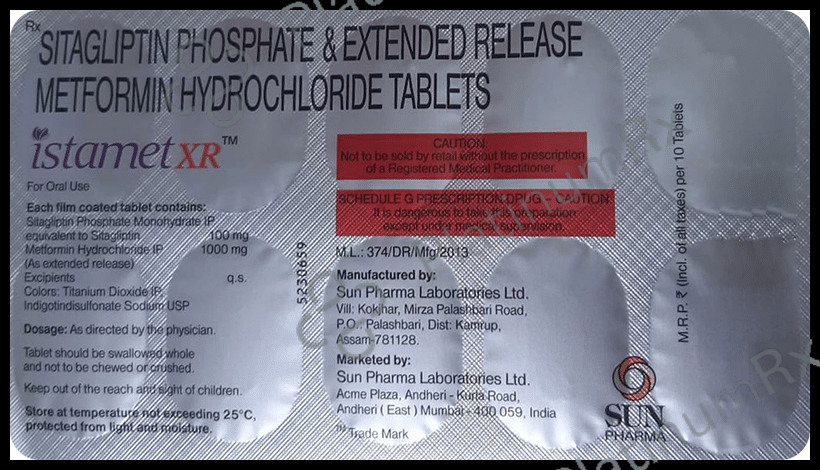 Rx
SITAGLIPTIN PHOSPHATE & EXTENDED RELEASE
METFORMIN HYDROCHLORIDE TABLETS
istamet XR™
For Oral Use
Each film coated tablet contains:
Sitagliptin Phosphate Monohydrate IP
equivalent to Sitagliptin 100 mg
Metformin Hydrochloride IP 1000 mg
(As extended release)
Excipients q.s.
Colors: Titanium Dioxide IP,
Indigotindisulfonate Sodium USP
Dosage: As directed by the physician.
Tablet should be swallowed whole
and not to be chewed or crushed.
Keep out of the reach and sight of children.
Store at temperature not exceeding 25°C,
protected from light and moisture.
5230659
CAUTION:
Not to be sold by retail without the prescription
of a Registered Medical Practitioner.
SCHEDULE G PRESCRIPTION DRUG - CAUTION:
It is dangerous to take this preparation
except under medical supervision.
M.L.: 374/DR/Mfg/2013
Manufactured by:
Sun Pharma Laboratories Ltd.
Vill: Kokjhar, Mirza Palashbari Road,
P.O.: Palashbari, Dist: Kamrup,
Assam-781128.
Marketed by:
Sun Pharma Laboratories Ltd.
Acme Plaza, Andheri - Kurla Road,
Andheri ( East ) Mumbai - 400 059, India
™ Trade Mark
SUN
PHARMA
M.R.P. ₹ (Incl. of all taxes) per 10 Tablets
PlatinumRx
PlatinumRx
PlatinumRx